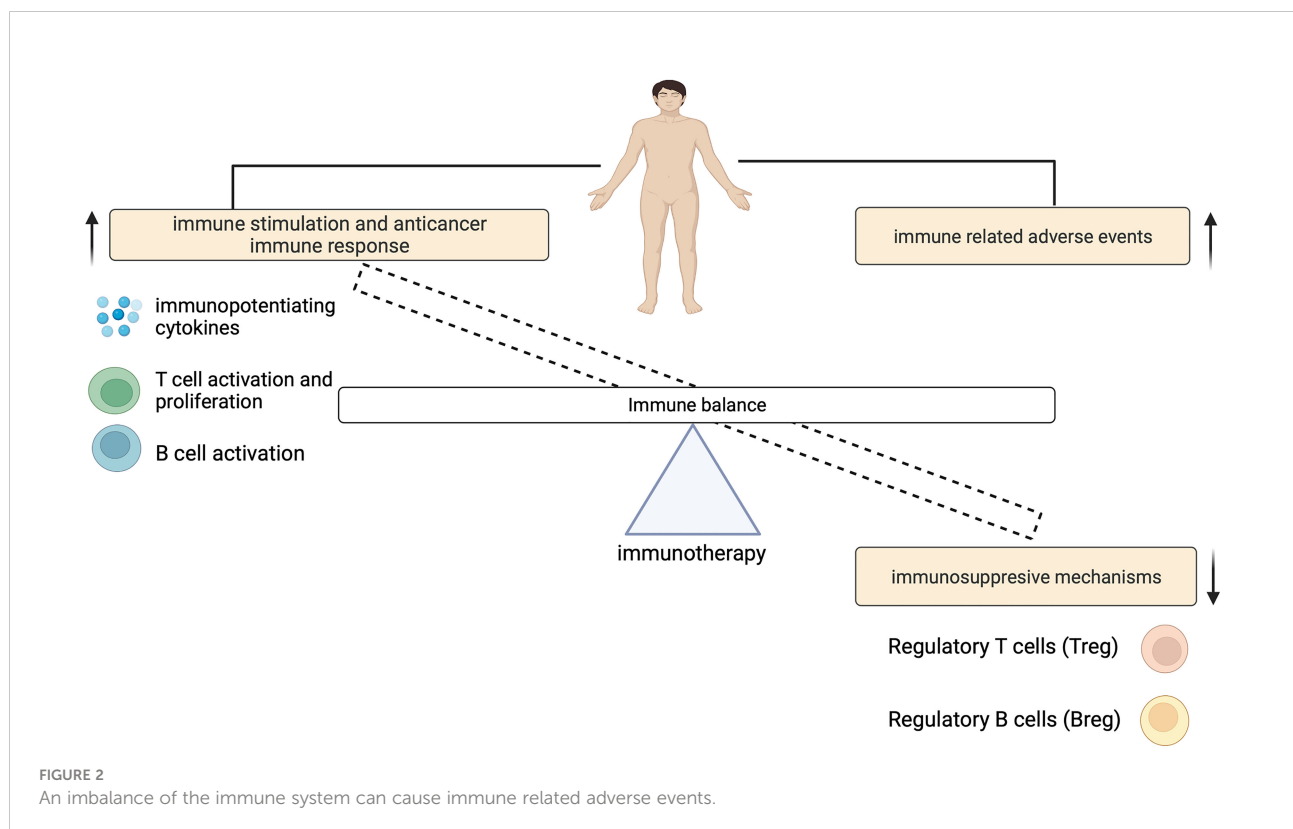 immune stimulation and anticancer
immune response
immune related adverse events
immunopotentiating
cytokines
T cell activation and
proliferation
B cell activation
Immune balance
immunotherapy
immunosuppresive mechanisms
Regulatory T cells (Treg)
Regulatory B cells (Breg)
FIGURE 2
An imbalance of the immune system can cause immune related adverse events.